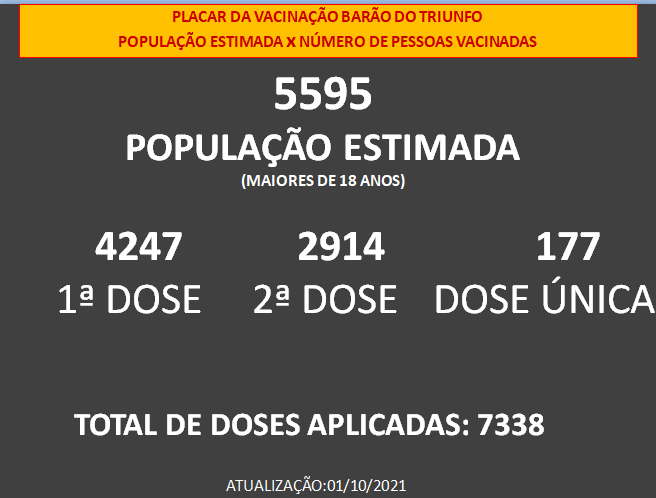 PLACAR DA VACINAÇÃO BARÃO DO TRIUNFO
POPULAÇÃO ESTIMADA x NÚMERO DE PESSOAS VACINADAS
5595
POPULAÇÃO ESTIMADA
(MAIORES DE 18 ANOS)
4247 2914 177
1ª DOSE 2ª DOSE DOSE ÚNICA
TOTAL DE DOSES APLICADAS: 7338
ATUALIZAÇÃO:01/10/2021